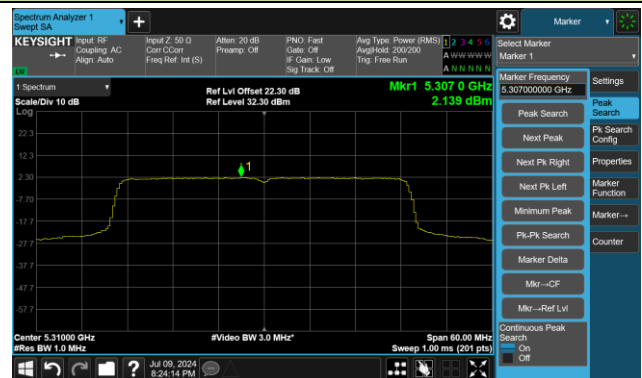 Spectrum Analyzer 1
Swept SA
Marker
KEYSIGHT
Input: RF
Coupling: AC
Align: Auto
Input Z: 50 Ω
Corr CCorr
Freq Ref: Int (S)
Atten: 20 dB
Preamp: Off
PNO: Fast
Gate: Off
IF Gain: Low
Sig Track: Off
Avg Type: Power (RMS)
Avg|Hold: 200/200
Trig: Free Run
1 2 3 4 5 6
A W W W W W
A N N N N N
LV
Select Marker
Marker 1
1 Spectrum
Scale/Div 10 dB
Log
Ref Lvl Offset 22.30 dB
Ref Level 32.30 dBm
Mkr1 5.307 0 GHz
2.139 dBm
22.3
12.3
2.30
-7.70
-17.7
-27.7
-37.7
-47.7
-57.7
1
Center 5.31000 GHz
#Res BW 1.0 MHz
#Video BW 3.0 MHz*
Span 60.00 MHz
Sweep 1.00 ms (201 pts)
Marker Frequency
5.307000000 GHz
Peak Search
Next Peak
Next Pk Right
Next Pk Left
Minimum Peak
Pk-Pk Search
Marker Delta
Mkr→CF
Mkr→Ref Lvl
Continuous Peak
Search
On
Off
Settings
Peak
Search
Pk Search
Config
Properties
Marker
Function
Marker→
Counter
?
Jul 09, 2024
8:24:14 PM